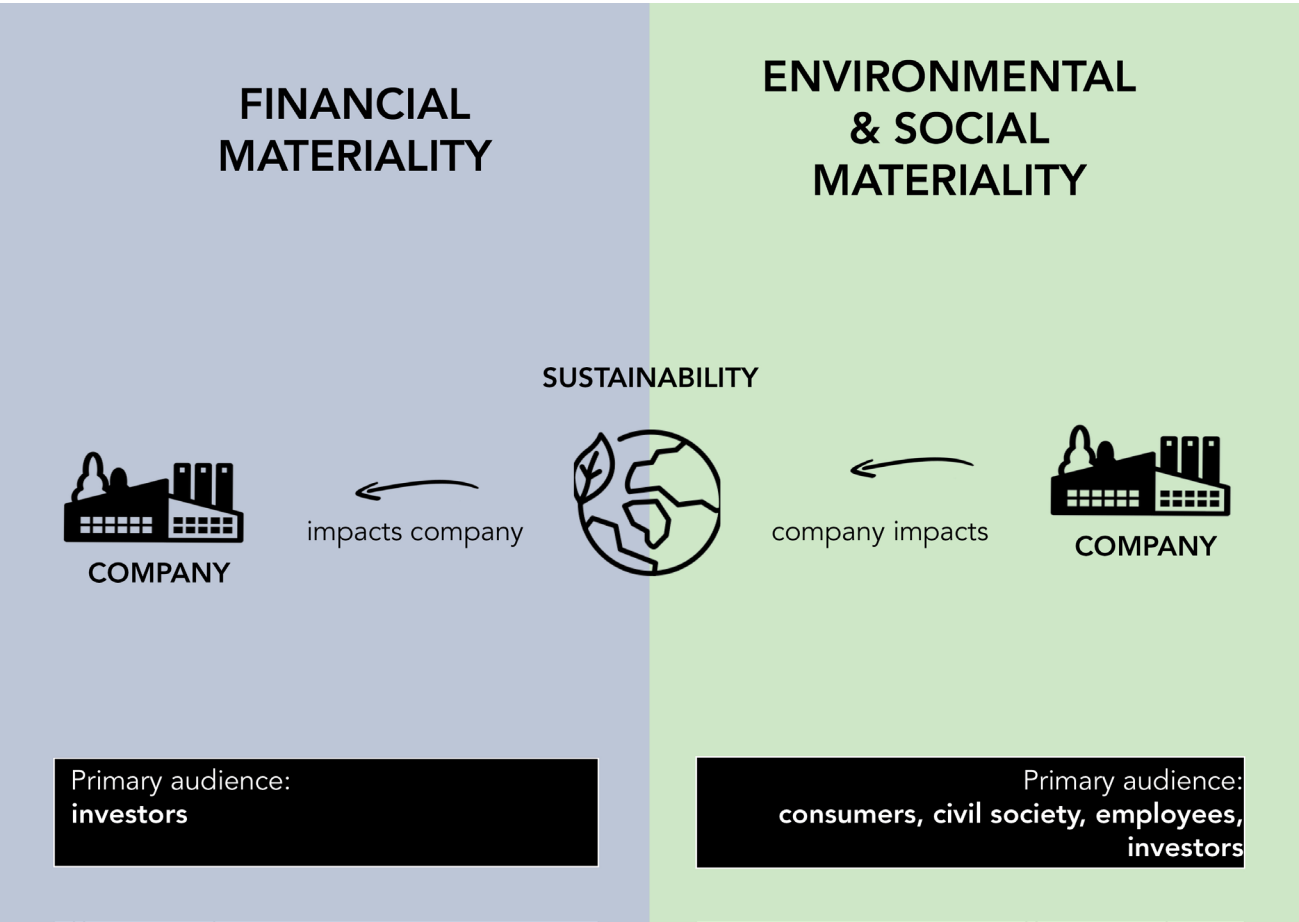 FINANCIAL
MATERIALITY
ENVIRONMENTAL
& SOCIAL
MATERIALITY
SUSTAINABILITY
impacts company
COMPANY
company impacts
COMPANY
Primary audience:
investors
Primary audience:
consumers, civil society, employees,
investors